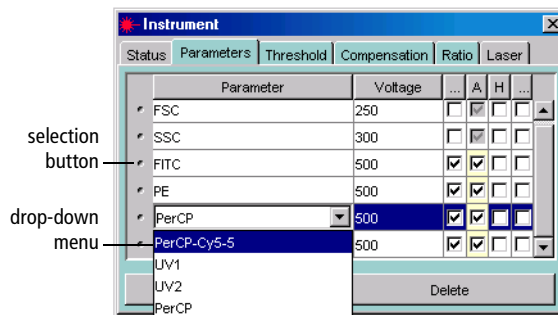 Instrument
Status Parameters Threshold Compensation Ratio Laser
Parameter Voltage ... A H ...
FSC 250
SSC 300
selection button
FITC 500
PE 500
drop-down menu
PerCP 500
PerCP-Cy5-5 500
UV1
UV2
Delete
PerCP